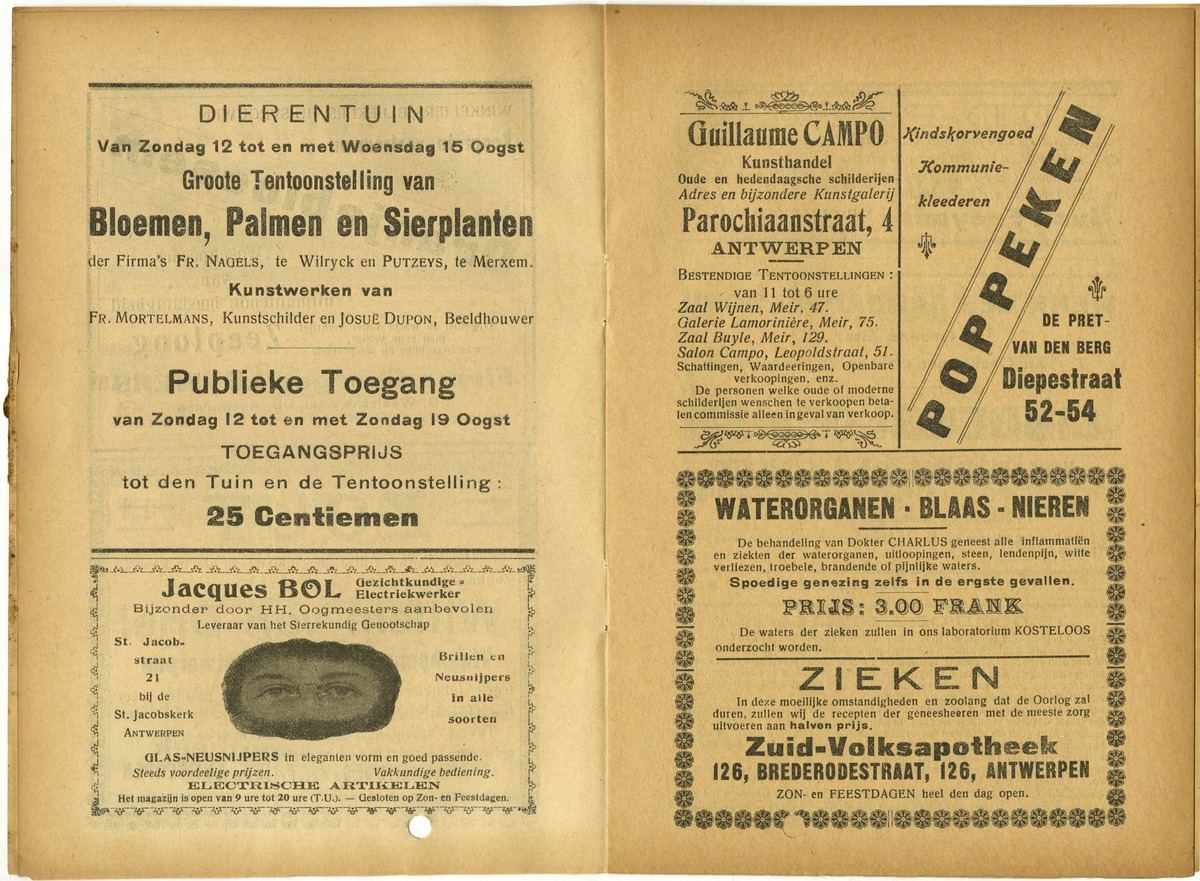 DIERENTUIN
Van Zondag 12 tot en met Woensdag 15 Oogst
Groote Tentoonstelling van
Bloemen, Palmen en Sierplanten
der Firma's FR. NAGELS, te Wilryck en PUTZEYS, te Merxem.
Kunstwerken van
FR. MORTELMANS, Kunstschilder en JOSUË DUPON, Beeldhouwer
Publieke Toegang
van Zondag 12 tot en met Zondag 19 Oogst
TOEGANGSPRIJS
tot den Tuin en de Tentoonstelling :
25 Centiemen
Jacques BOL
Gezichtkundige =
Electriekwerker
Bijzonder door HH. Oogmeesters aanbevolen
Leveraar van het Sierrekundig Genootschap
St. Jacob-
straat
21
bij de
St. Jacobskerk
ANTWERPEN
Brillen en
Neusnijpers
in alle
soorten
GLAS-NEUSNIJPERS in eleganten vorm en goed passende.
Steeds voordeelige prijzen. Vakkundige bediening.
ELECTRISCHE ARTIKELEN
Het magazijn is open van 9 ure tot 20 ure (T.U.). — Gesloten op Zon- en Feestdagen.
Guillaume CAMPO
Kunsthandel
Oude en hedendaagsche schilderijen
Adres en bijzondere Kunstgalerij
Parochiaanstraat, 4
ANTWERPEN
BESTENDIGE TENTOONSTELLINGEN :
van 11 tot 6 ure
Zaal Wijnen, Meir, 47.
Galerie Lamorinière, Meir, 75.
Zaal Buyle, Meir, 129.
Salon Campo, Leopoldstraat, 51.
Schattingen, Waardeeringen, Openbare
verkoopingen, enz.
De personen welke oude of moderne
schilderijen wenschen te verkoopen beta-
len commissie alleen in geval van verkoop.
Kindskorvengoed
Kommunie-
kleederen
POPPEKEN
DE PRET-
VAN DEN BERG
Diepestraat
52-54
WATERORGANEN - BLAAS - NIEREN
De behandeling van Dokter CHARLUS geneest alle inflammatiën
en ziekten der waterorganen, uitloopingen, steen, lendenpijn, witte
verliezen, troebele, brandende of pijnlijke waters.
Spoedige genezing zelfs in de ergste gevallen.
PRIJS: 3.00 FRANK
De waters der zieken zullen in ons laboratorium KOSTELOOS
onderzocht worden.
ZIEKEN
In deze moeilijke omstandigheden en zoolang dat de Oorlog zal
duren, zullen wij de recepten der geneesheeren met de meeste zorg
uitvoeren aan halven prijs.
Zuid-Volksapotheek
126, BREDERODESTRAAT, 126, ANTWERPEN
ZON- en FEESTDAGEN heel den dag open.